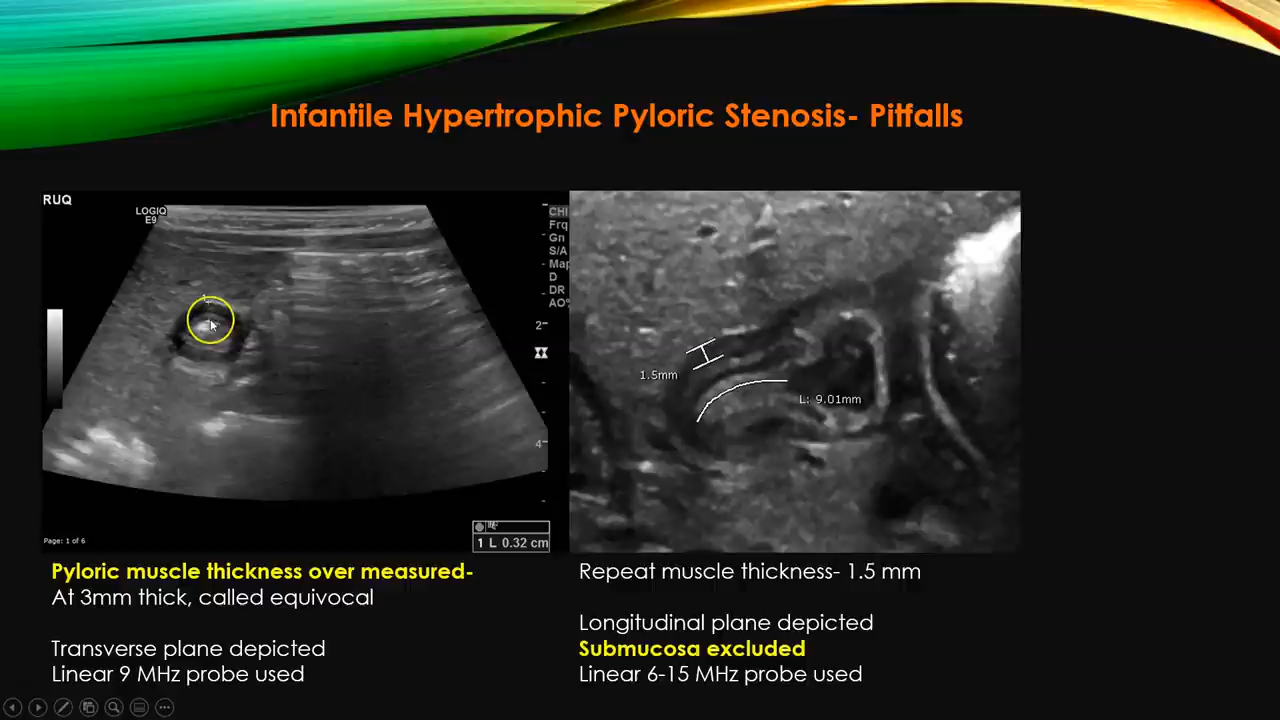 Infantile Hypertrophic Pyloric Stenosis- Pitfalls
RUQ
LOGIQ
E9
CHI
Frq
Gn
S/A
Map
D
DR
AO%
2
4
1
1 L 0.32 cm
Page: 1 of 6
1.5mm
L: 9.01mm
Pyloric muscle thickness over measured-
At 3mm thick, called equivocal
Transverse plane depicted
Linear 9 MHz probe used
Repeat muscle thickness- 1.5 mm
Longitudinal plane depicted
Submucosa excluded
Linear 6-15 MHz probe used